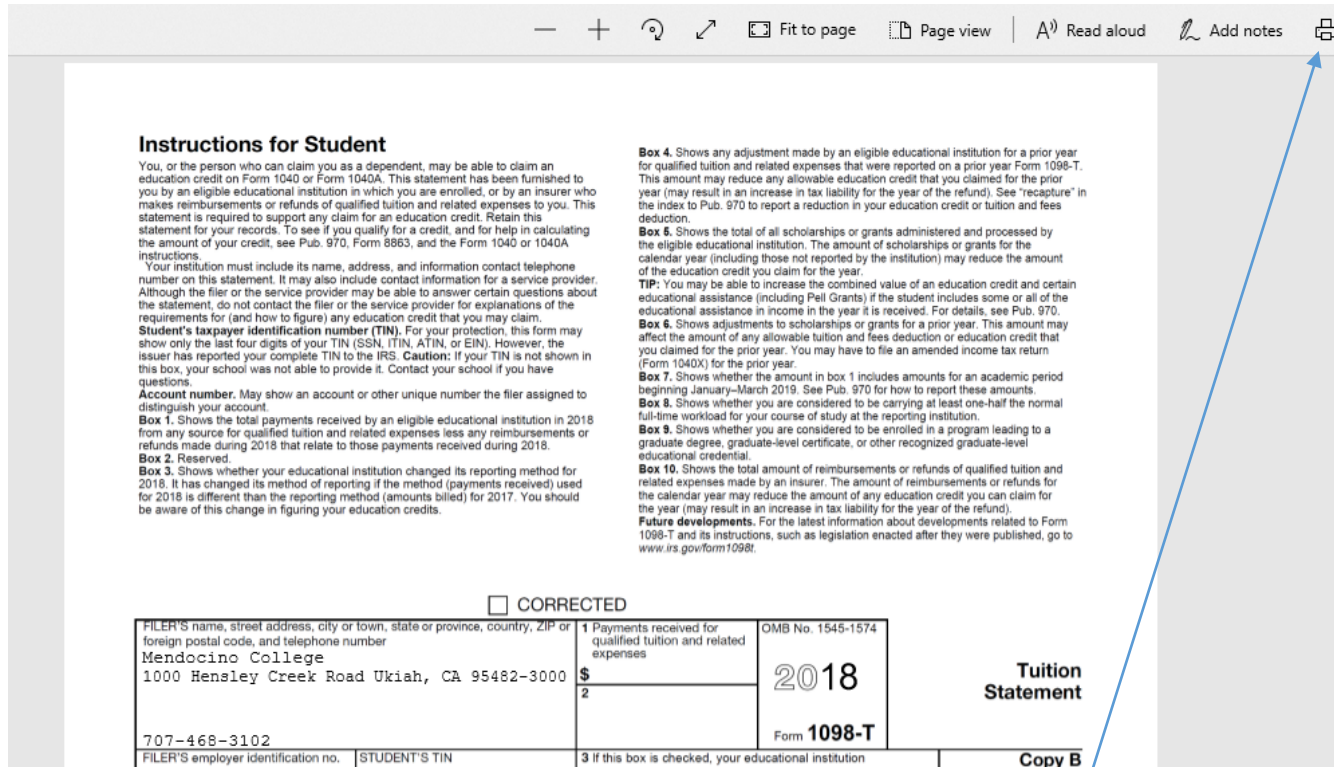 Fit to page
Page view
A Read aloud
Add notes
Instructions for Student
You, or the person who can claim you as a dependent, may be able to claim an
education credit on Form 1040 or Form 1040A. This statement has been furnished to
you by an eligible educational institution in which you are enrolled, or by an insurer who
makes reimbursements or refunds of qualified tuition and related expenses to you. This
statement is required to support any claim for an education credit. Retain this
statement for your records. To see if you qualify for a credit, and for help in calculating
the amount of your credit, see Pub. 970, Form 8863, and the Form 1040 or 1040A
instructions.
Your institution must include its name, address, and information contact telephone
number on this statement. It may also include contact information for a service provider.
Although the filer or the service provider may be able to answer certain questions about
the statement, do not contact the filer or the service provider for explanations of the
requirements for (and how to figure) any education credit that you may claim.
Student's taxpayer identification number (TIN). For your protection, this form may
show only the last four digits of your TIN (SSN, ITIN, ATIN, or EIN). However, the
issuer has reported your complete TIN to the IRS. Caution: If your TIN is not shown in
this box, your school was not able to provide it. Contact your school if you have
questions.
Account number. May show an account or other unique number the filer assigned to
distinguish your account.
Box 1. Shows the total payments received by an eligible educational institution in 2018
from any source for qualified tuition and related expenses less any reimbursements or
refunds made during 2018 that relate to those payments received during 2018.
Box 2. Reserved.
Box 3. Shows whether your educational institution changed its reporting method for
2018. It has changed its method of reporting if the method (payments received) used
for 2018 is different than the reporting method (amounts billed) for 2017. You should
be aware of this change in figuring your education credits.
Box 4. Shows any adjustment made by an eligible educational institution for a prior year
for qualified tuition and related expenses that were reported on a prior year Form 1098-T.
This amount may reduce any allowable education credit that you claimed for the prior
year (may result in an increase in tax liability for the year of the refund). See "recapture" in
the index to Pub. 970 to report a reduction in your education credit or tuition and fees
deduction.
Box 5. Shows the total of all scholarships or grants administered and processed by
the eligible educational institution. The amount of scholarships or grants for the
calendar year (including those not reported by the institution) may reduce the amount
of the education credit you claim for the year.
TIP: You may be able to increase the combined value of an education credit and certain
educational assistance (including Pell Grants) if the student includes some or all of the
educational assistance in income in the year it is received. For details, see Pub. 970.
Box 6. Shows adjustments to scholarships or grants for a prior year. This amount may
affect the amount of any allowable tuition and fees deduction or education credit that
you claimed for the prior year. You may have to file an amended income tax return
(Form 1040X) for the prior year.
Box 7. Shows whether the amount in box 1 includes amounts for an academic period
beginning January–March 2019. See Pub. 970 for how to report these amounts.
Box 8. Shows whether you are considered to be carrying at least one-half the normal
full-time workload for your course of study at the reporting institution.
Box 9. Shows whether you are considered to be enrolled in a program leading to a
graduate degree, graduate-level certificate, or other recognized graduate-level
educational credential.
Box 10. Shows the total amount of reimbursements or refunds of qualified tuition and
related expenses made by an insurer. The amount of reimbursements or refunds for
the calendar year may reduce the amount of any education credit you can claim for
the year (may result in an increase in tax liability for the year of the refund).
Future developments. For the latest information about developments related to Form
1098-T and its instructions, such as legislation enacted after they were published, go to
www.irs.gov/form1098t.
CORRECTED
FILER'S name, street address, city or town, state or province, country, ZIP or
foreign postal code, and telephone number
Mendocino College
1000 Hensley Creek Road Ukiah, CA 95482-3000
707-468-3102
1 Payments received for
qualified tuition and related
expenses
$
2
OMB No. 1545-1574
2018
Form 1098-T
Tuition
Statement
FILER'S employer identification no.
STUDENT'S TIN
3 If this box is checked, your educational institution
Copy B